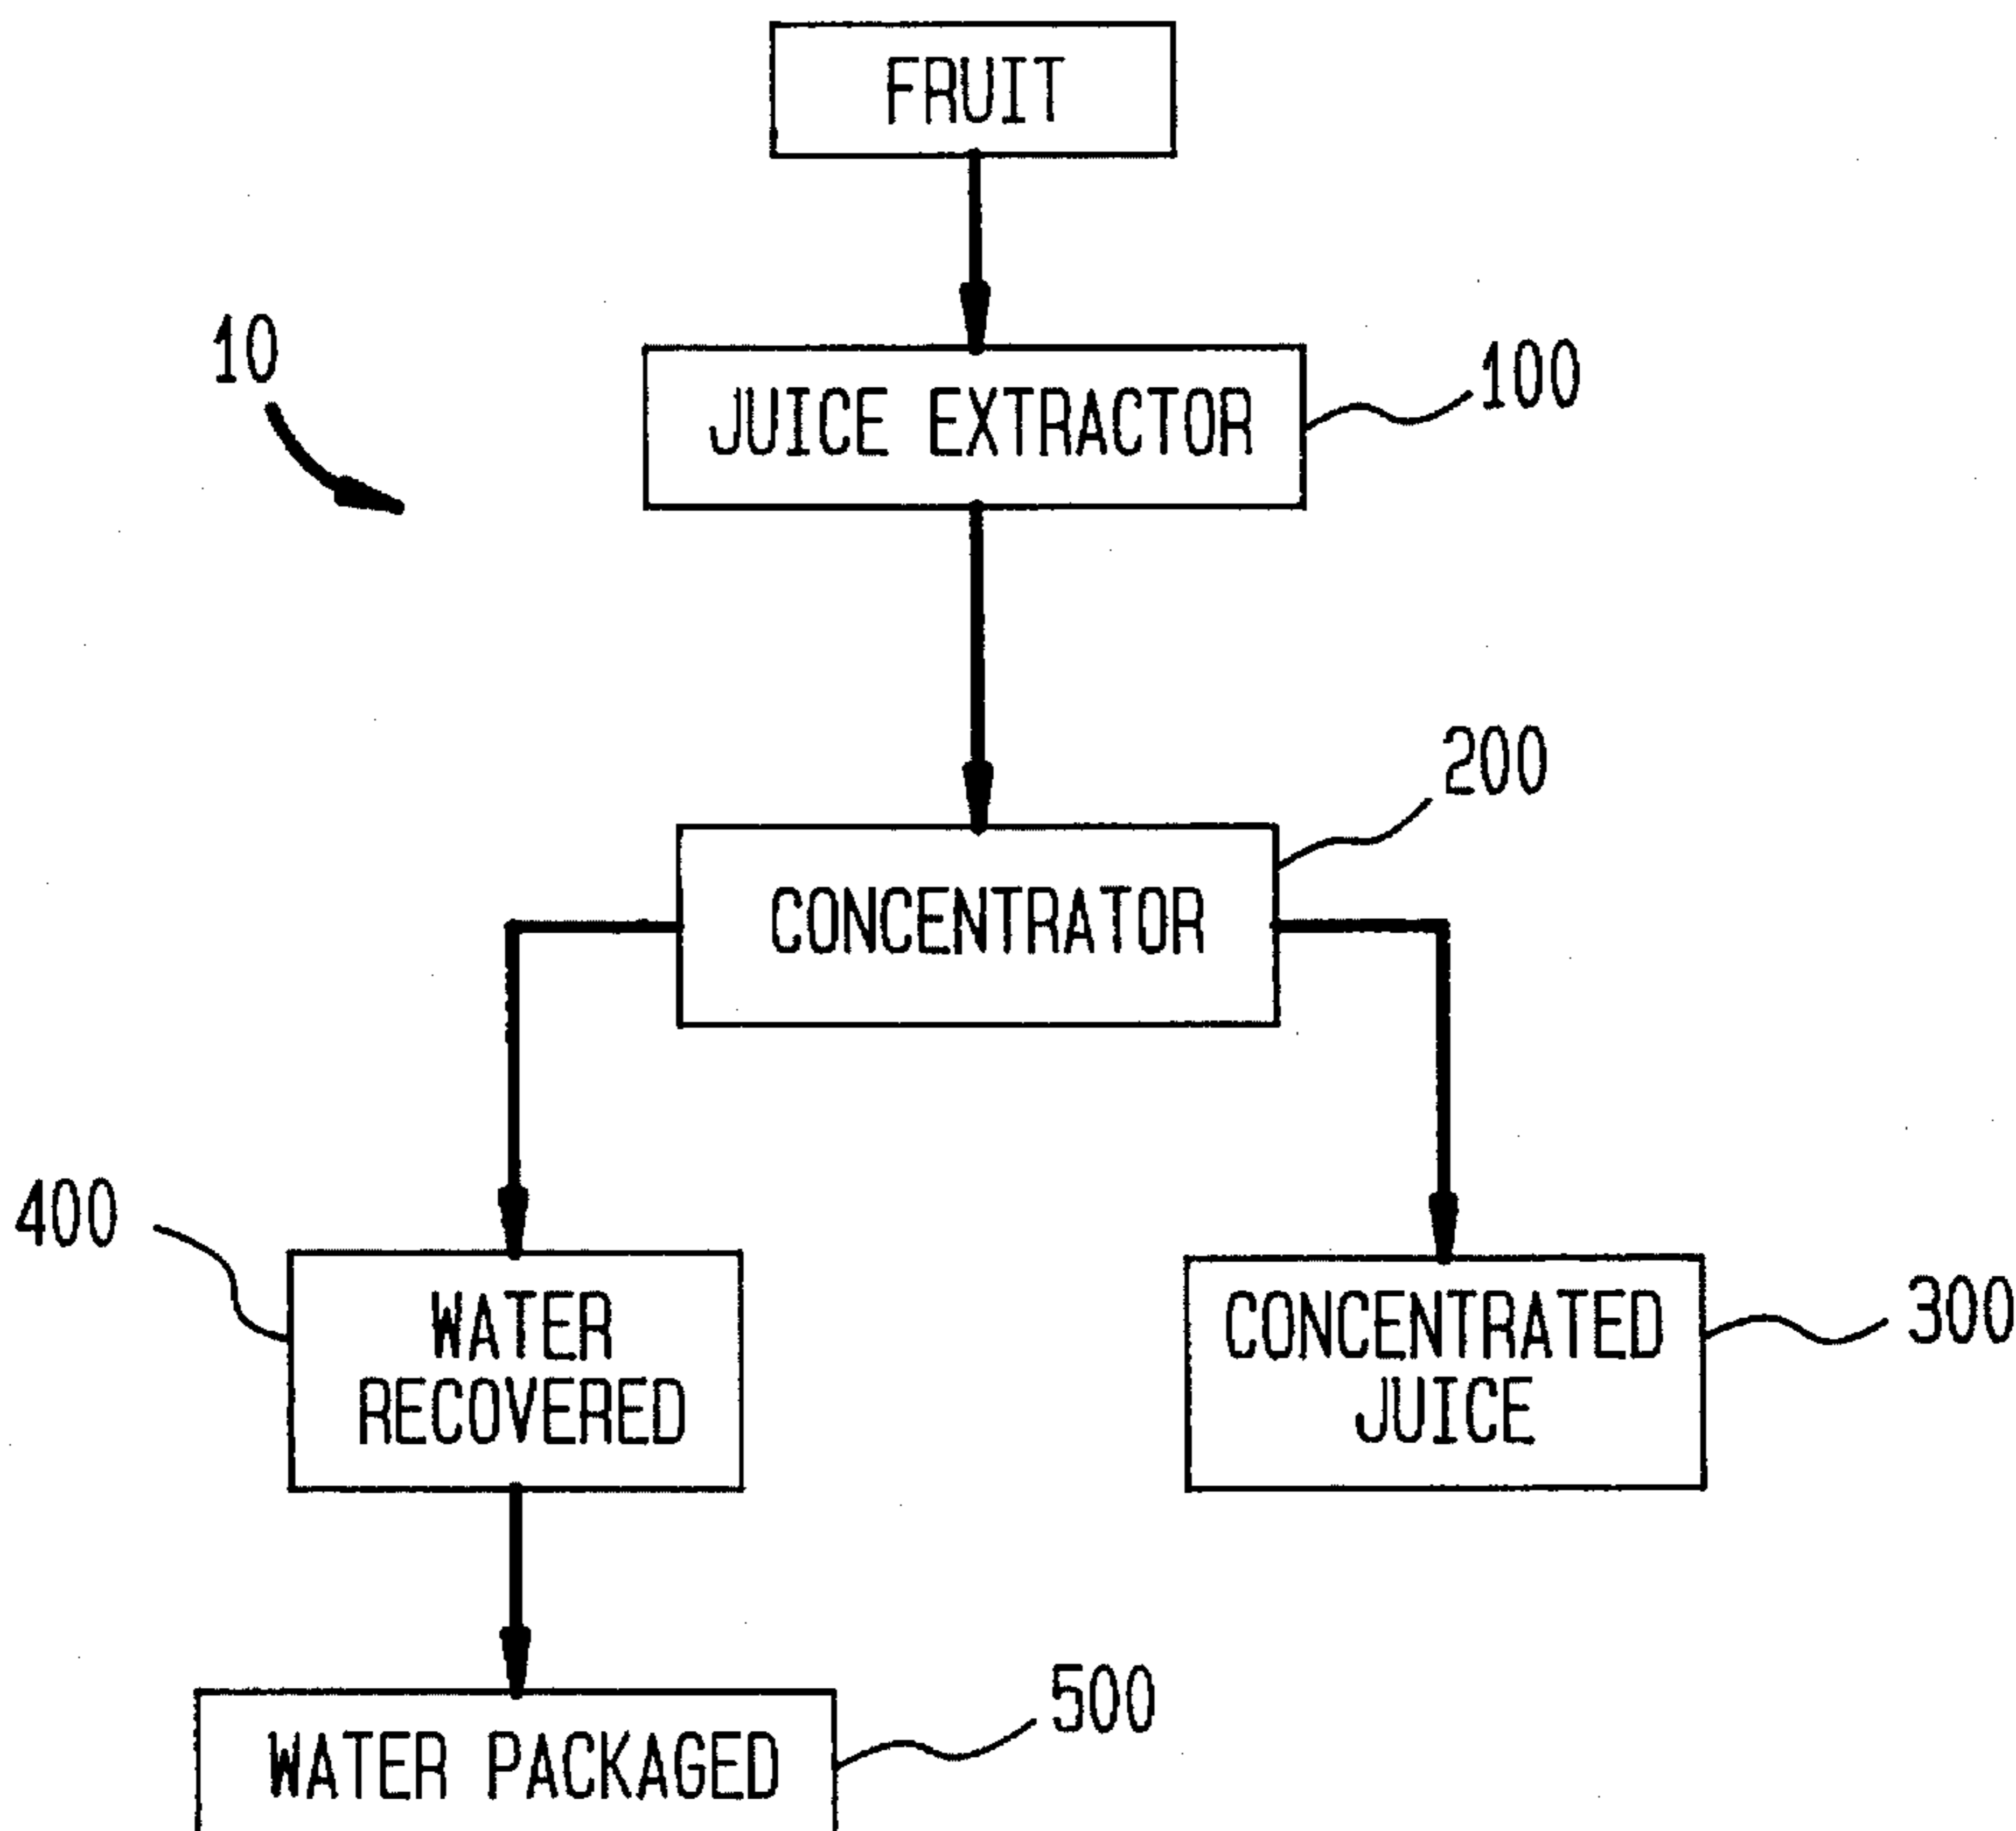 FRUIT
10
JUICE EXTRACTOR
100
200
CONCENTRATOR
400
WATER
RECOVERED
CONCENTRATED
JUICE
300
500
WATER PACKAGED